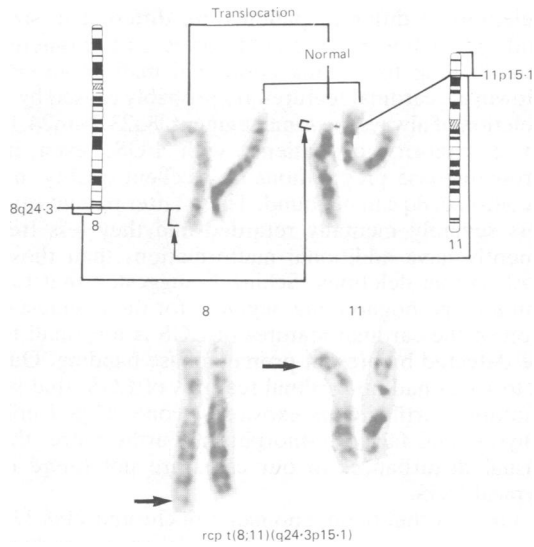 Translocation
Normal
11p15·1
8q24·3
8
11
8
11
rcp t(8;11)(q24·3p15·1)